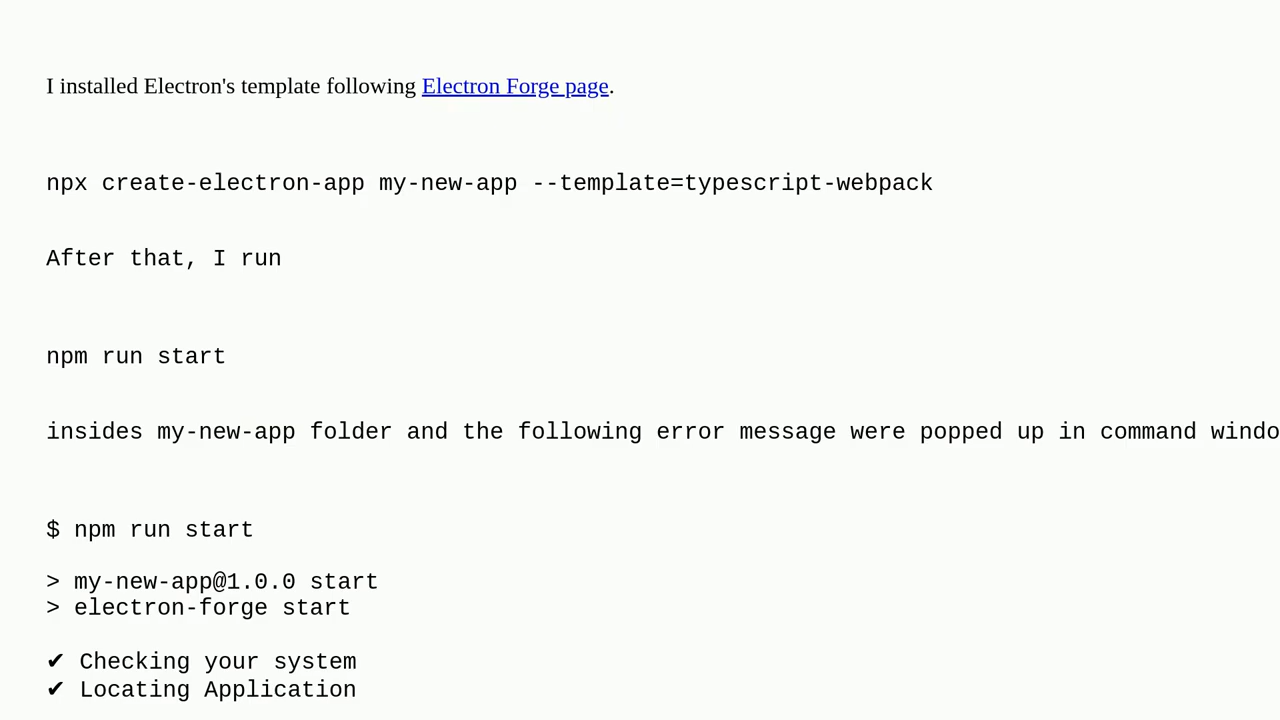 I installed Electron's template following Electron Forge page.
npx create-electron-app my-new-app --template=typescript-webpack
After that, I run
npm run start
insides my-new-app folder and the following error message were popped up in command windo
$ npm run start
> my-new-app@1.0.0 start
> electron-forge start
✔ Checking your system
✔ Locating Application